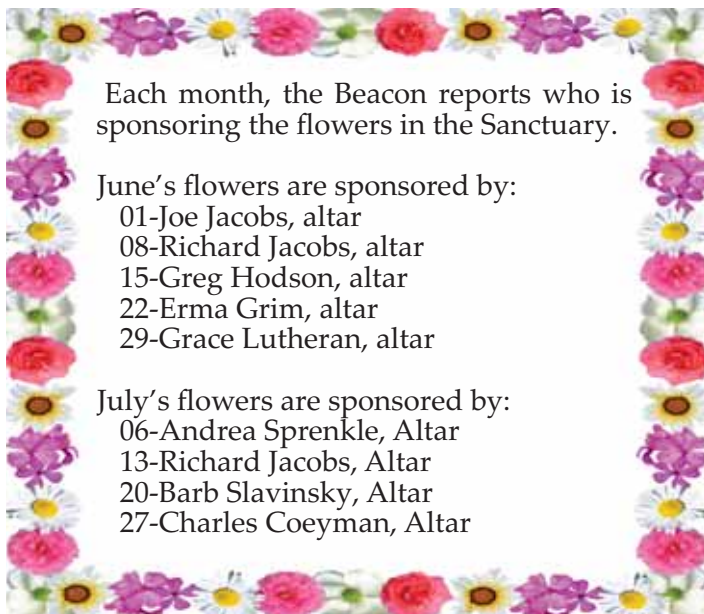 Each month, the Beacon reports who is
sponsoring the flowers in the Sanctuary.
June’s flowers are sponsored by:
01-Joe Jacobs, altar
08-Richard Jacobs, altar
15-Greg Hodson, altar
22-Erma Grim, altar
29-Grace Lutheran, altar
July’s flowers are sponsored by:
06-Andrea Sprenkle, Altar
13-Richard Jacobs, Altar
20-Barb Slavinsky, Altar
27-Charles Coeyman, Altar